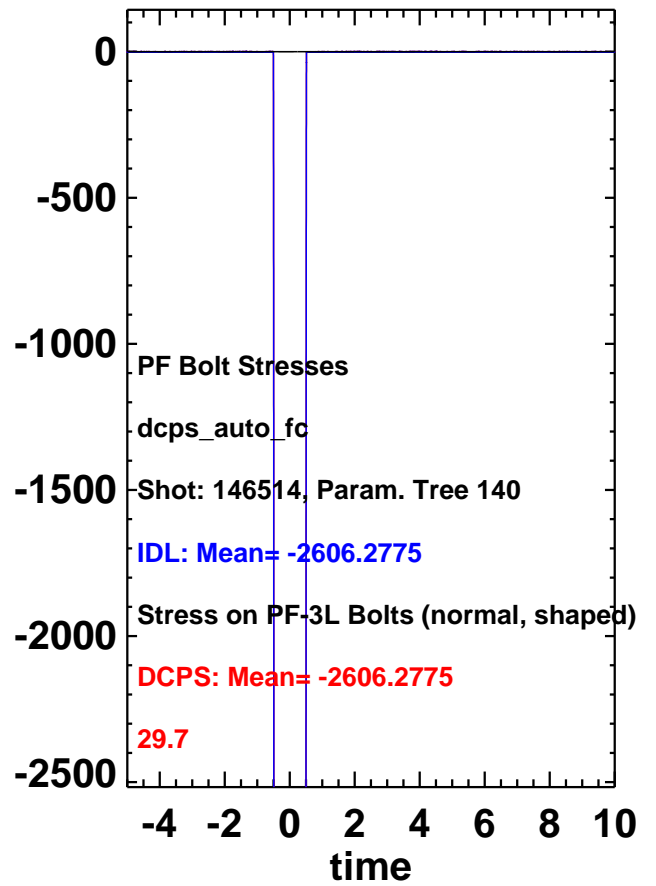 0
-500
-1000
PF Bolt Stresses
dcps_auto_fc
-1500
Shot: 146514, Param. Tree 140
IDL: Mean= -2606.2775
Stress on PF-3L Bolts (normal, shaped)
-2000
DCPS: Mean= -2606.2775
29.7
-2500
-4 -2 0 2 4 6 8 10
time